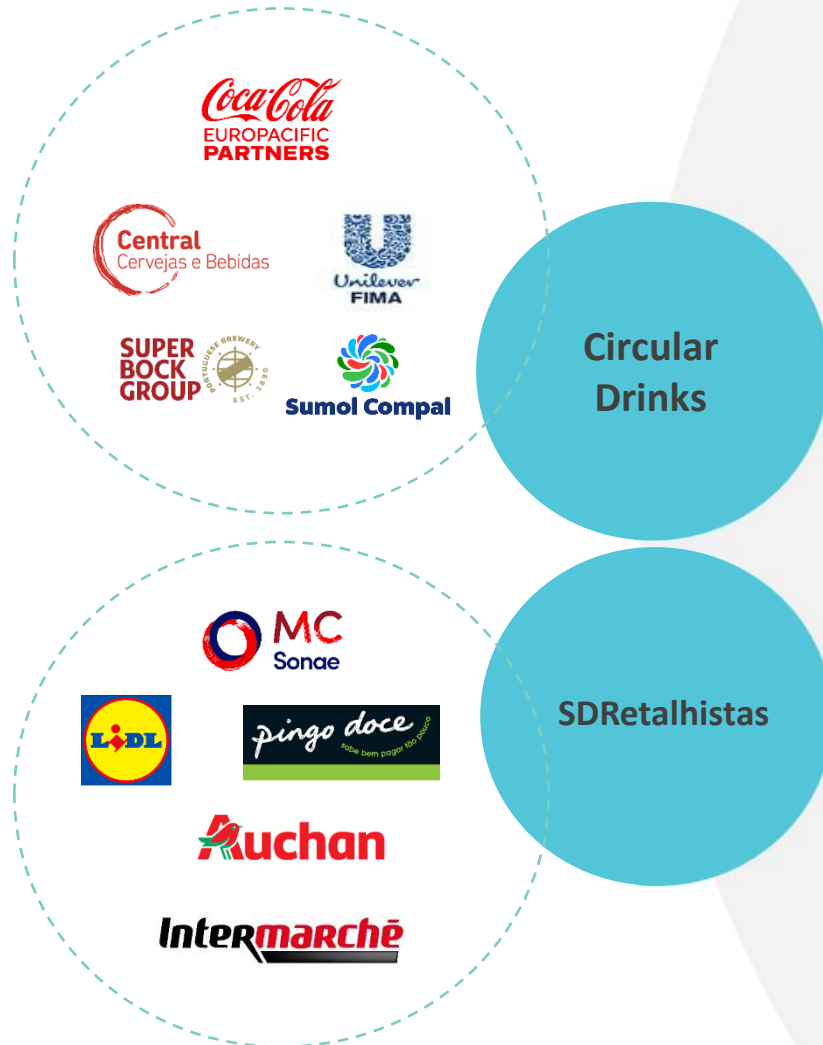 Coca-Cola
EUROPACIFIC
PARTNERS
Central
Cervejas e Bebidas
Unilever
FIMA
SUPER
BOCK
GROUP
PORTUGUESE BREWERY
EST. 1890
Sumol Compal
Circular
Drinks
MC
Sonae
LIDL
pingo doce
sabe bem pagar tão pouco
SDRetalhistas
Auchan
Intermarchē